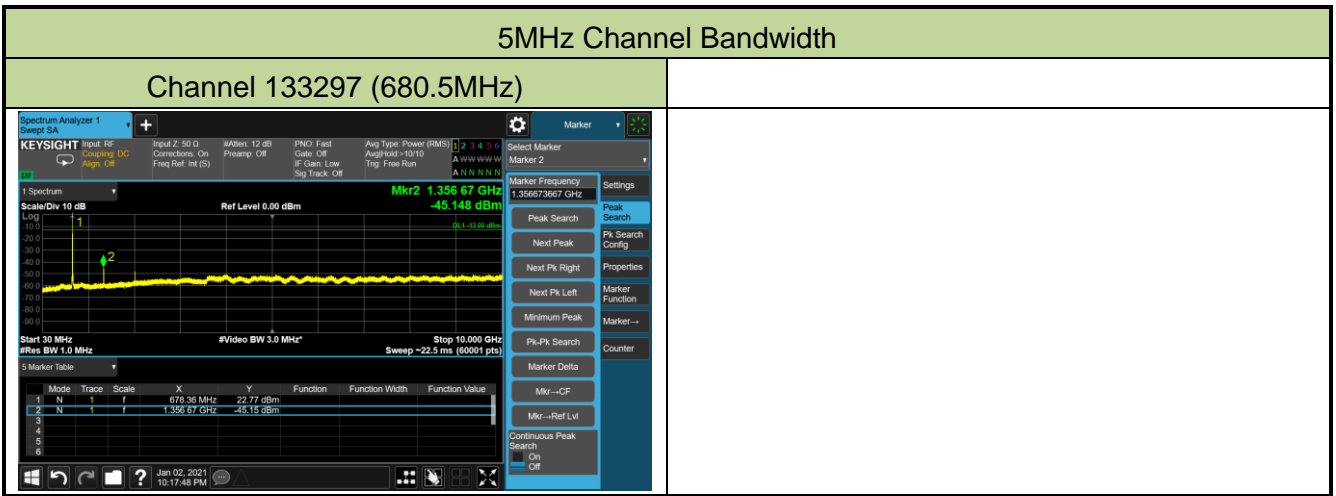 5MHz Channel Bandwidth
Channel 133297 (680.5MHz)
Spectrum Analyzer 1
Swept SA
+
Marker
KEYSIGHT
Input: RF
Coupling: DC
Align: Off
Input Z: 50 Ω
Corrections: On
Freq Ref: Int (S)
#Atten: 12 dB
Preamp: Off
PNO: Fast
Gate: Off
IF Gain: Low
Sig Track: Off
Avg Type: Power (RMS)
Avg|Hold:>10/10
Trig: Free Run
1 2 3 4 5 6
A W W W W W
A N N N N N
Select Marker
Marker 2
1 Spectrum
Mkr2 1.356 67 GHz
-45.148 dBm
Scale/Div 10 dB
Ref Level 0.00 dBm
Log
-10.0
-20.0
-30.0
-40.0
-50.0
-60.0
-70.0
-80.0
-90.0
DL1 -13.00 dBm
1
2
Start 30 MHz
#Res BW 1.0 MHz
#Video BW 3.0 MHz*
Stop 10.000 GHz
Sweep ~22.5 ms (60001 pts)
Marker Frequency
1.356673667 GHz
Peak Search
Next Peak
Next Pk Right
Next Pk Left
Minimum Peak
Pk-Pk Search
Marker Delta
Mkr→CF
Mkr→Ref Lvl
Continuous Peak
Search
On
Off
Settings
Peak
Search
Pk Search
Config
Properties
Marker
Function
Marker→
Counter
5 Marker Table
Mode Trace Scale X Y Function Function Width Function Value
1 N 1 f 678.36 MHz 22.77 dBm
2 N 1 f 1.356 67 GHz -45.15 dBm
3
4
5
6
?
Jan 02, 2021
10:17:48 PM